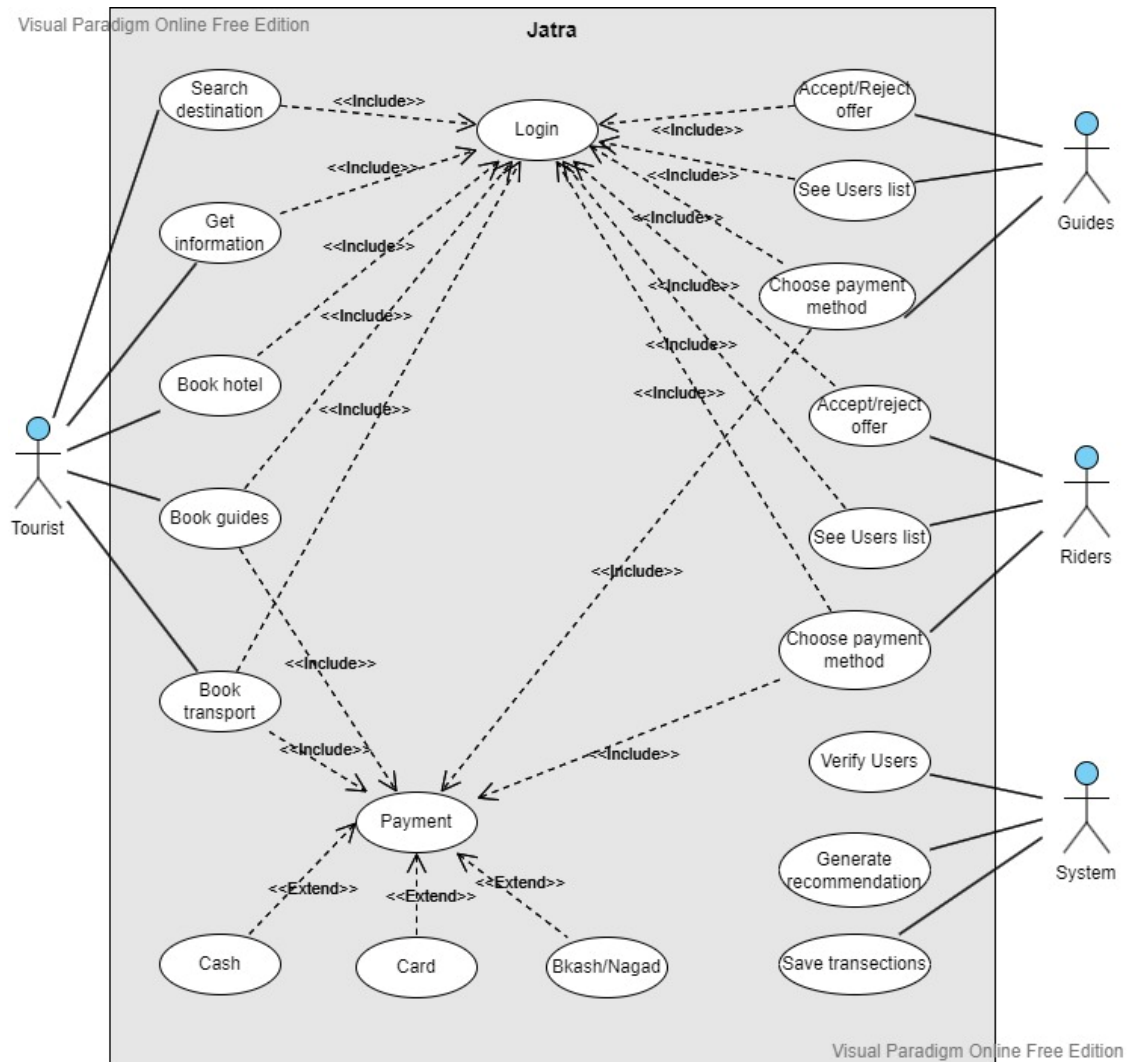 Visual Paradigm Online Free Edition
Jatra
Search
destination
<<Include>>
Login
Accept/Reject
offer
<<Include>>
<<Include>>
<<Include>>
See Users list
Guides
Get
information
<<Include>>
<<Include>>
Choose payment
method
<<Include>>
<<Include>>
<<Include>>
Book hotel
<<Include>>
<<Include>>
Accept/reject
offer
Tourist
Book guides
See Users list
Riders
<<Include>>
Choose payment
method
<<Include>>
Book
transport
<<Include>>
<<Include>>
Verify Users
Payment
Generate
recommendation
System
<<Extend>>
<<Extend>>
<<Extend>>
Cash
Card
Bkash/Nagad
Save transections
Visual Paradigm Online Free Edition